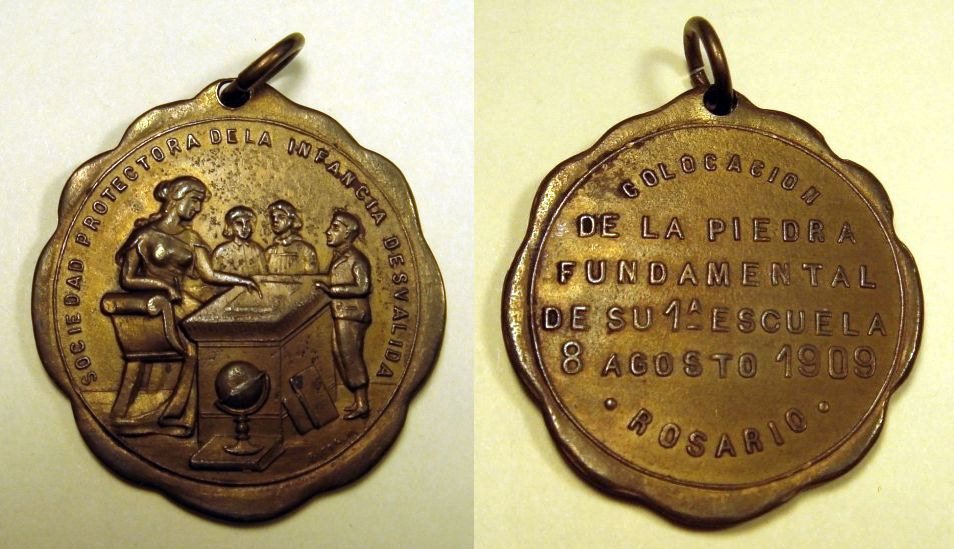 SOCIEDAD PROTECTORA DE LA INFANCIA DESVALIDA
COLOCACION
DE LA PIEDRA
FUNDAMENTAL
DE SU 1ᴬ ESCUELA
8 AGOSTO 1909
· ROSARIO ·